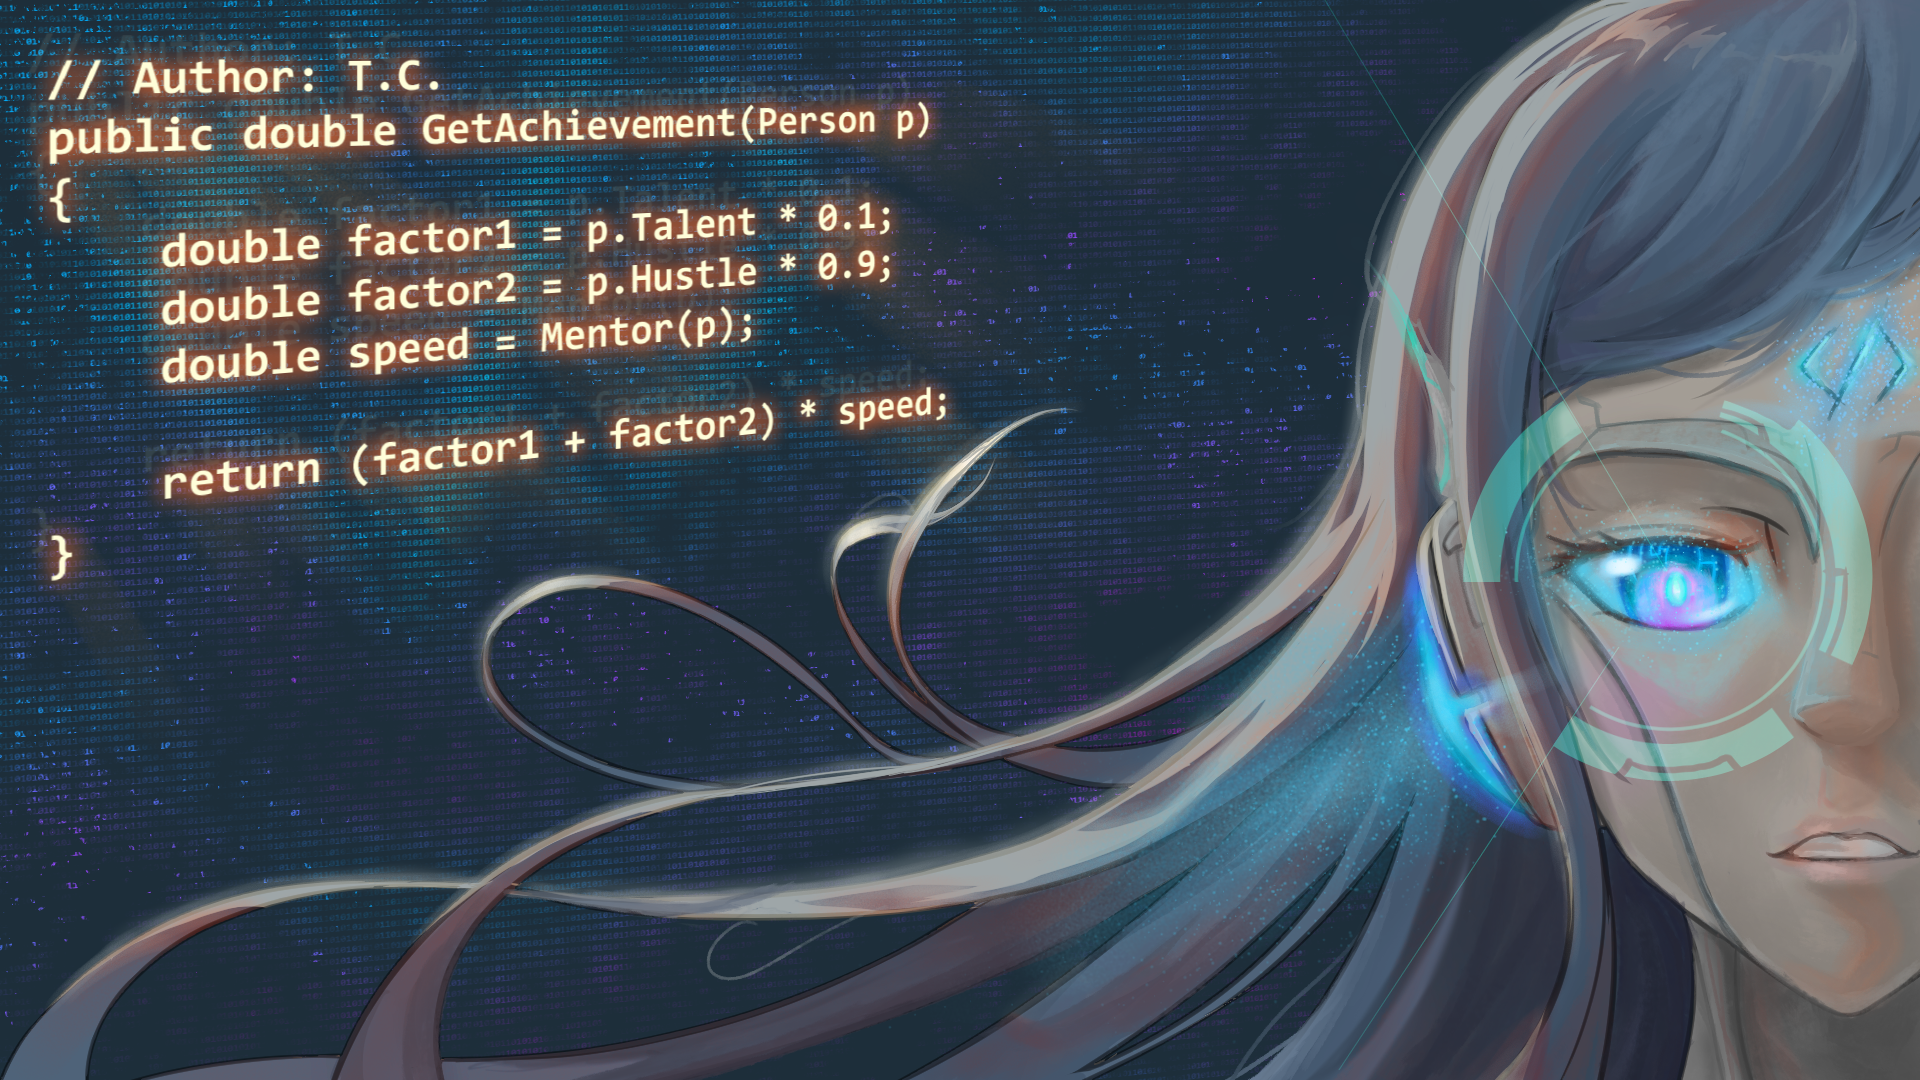 // Author: T.C.
public double GetAchievement(Person p)
{
double factor1 = p.Talent * 0.1;
double factor2 = p.Hustle * 0.9;
double speed = Mentor(p);
return (factor1 + factor2) * speed;
}